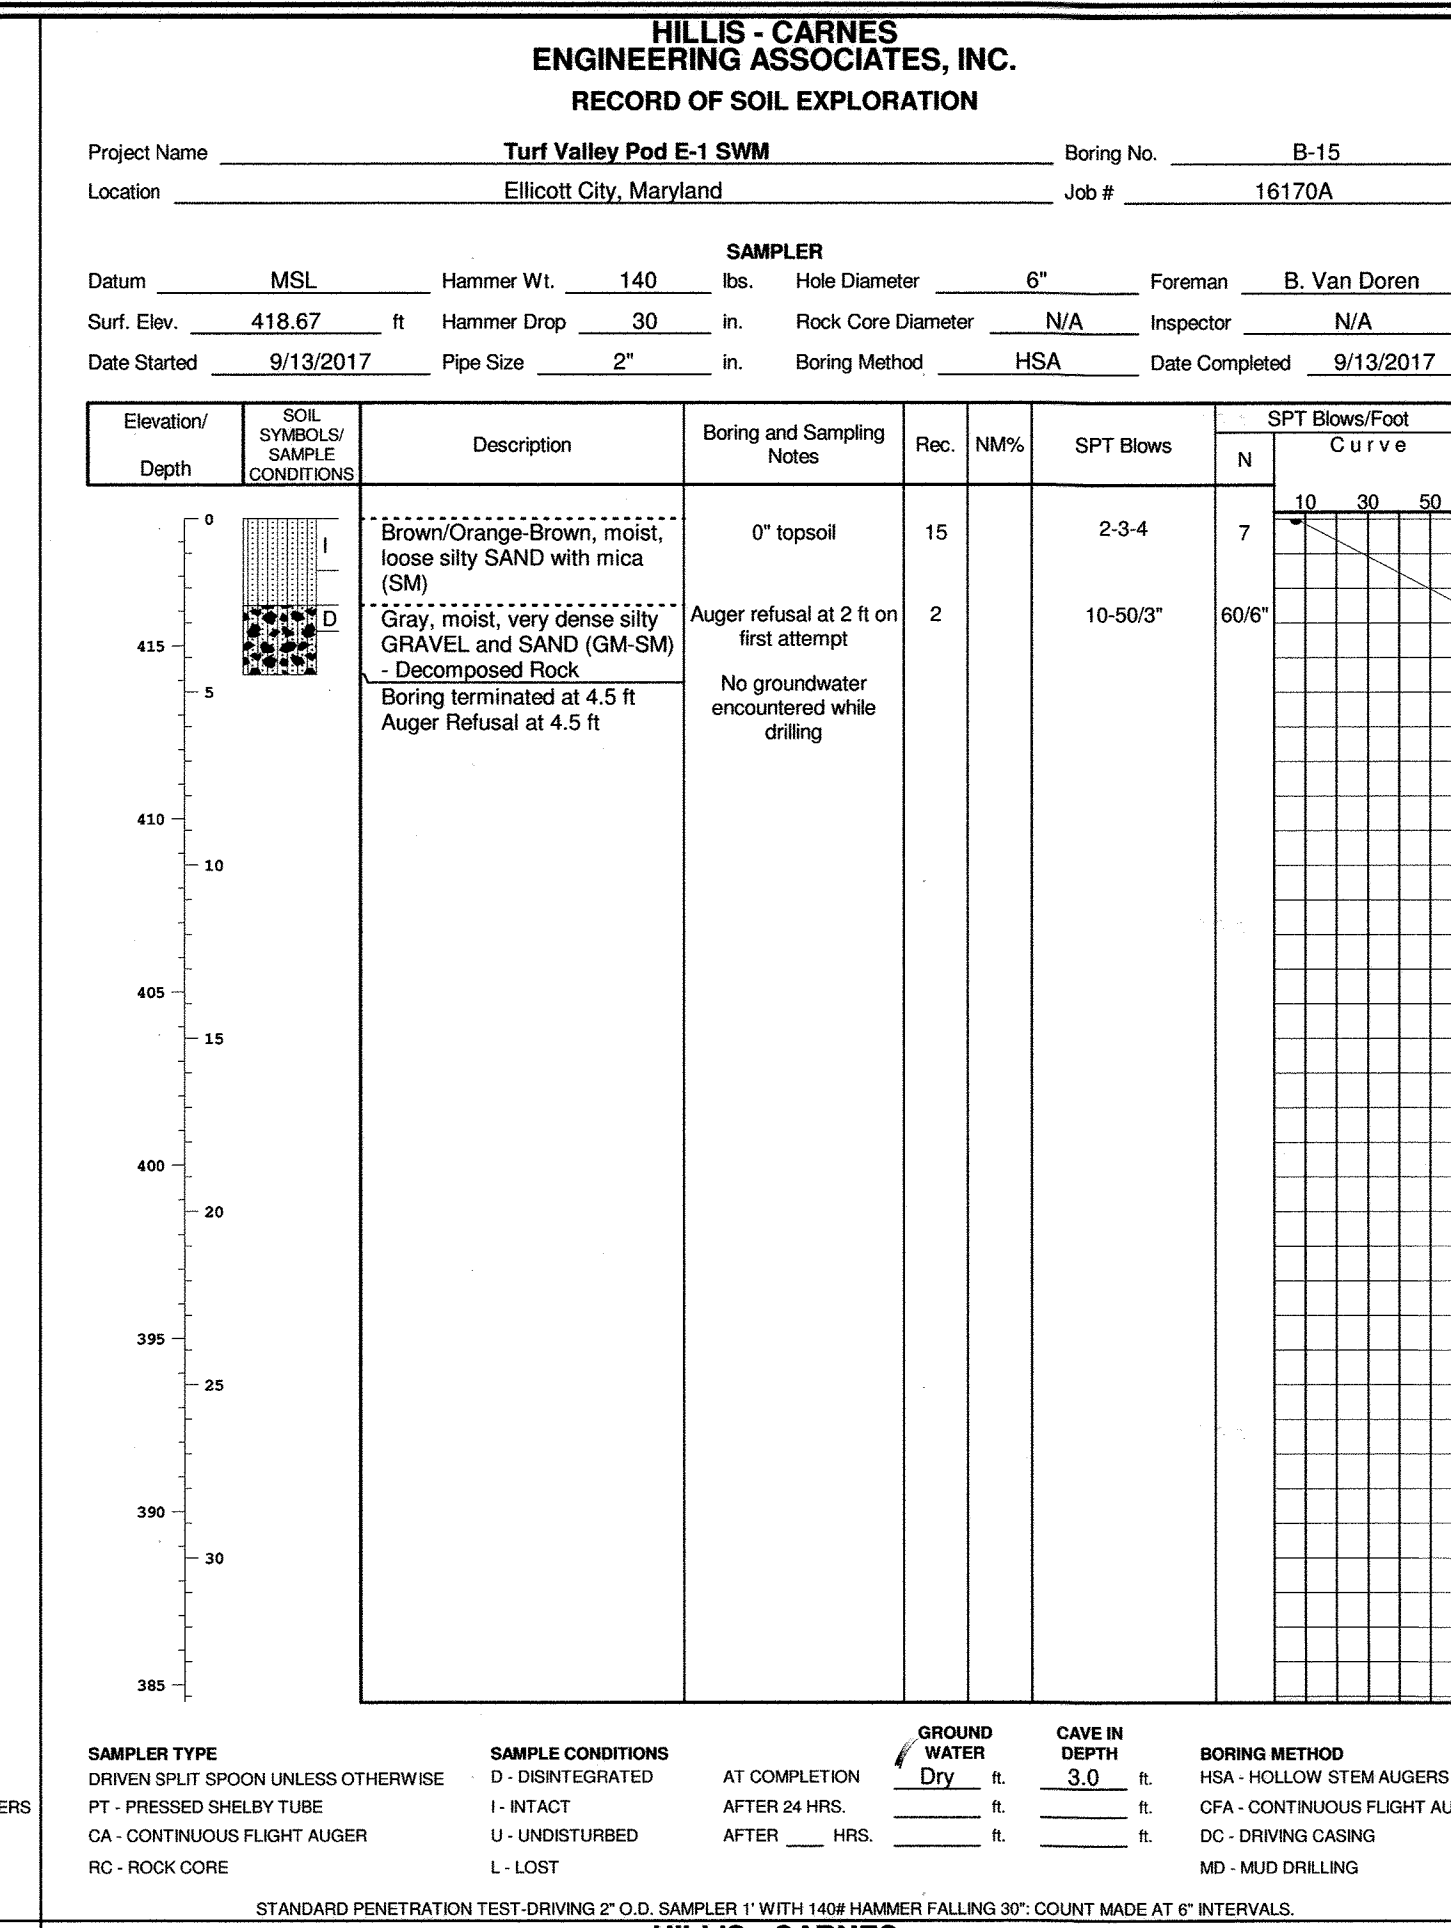 HILLIS - CARNES
ENGINEERING ASSOCIATES, INC.
RECORD OF SOIL EXPLORATION
Project Name Turf Valley Pod E-1 SWM Boring No. B-15
Location Ellicott City, Maryland Job # 16170A
SAMPLER
Datum MSL Hammer Wt. 140 lbs. Hole Diameter 6" Foreman B. Van Doren
Surf. Elev. 418.67 ft Hammer Drop 30 in. Rock Core Diameter N/A Inspector N/A
Date Started 9/13/2017 Pipe Size 2" in. Boring Method HSA Date Completed 9/13/2017
Elevation/
Depth
SOIL
SYMBOLS/
SAMPLE
CONDITIONS
Description
Boring and Sampling
Notes
Rec.
NM%
SPT Blows
SPT Blows/Foot
Curve
N
10 30 50
0
I
Brown/Orange-Brown, moist,
loose silty SAND with mica
(SM)
0" topsoil
15
2-3-4
7
D
Gray, moist, very dense silty
GRAVEL and SAND (GM-SM)
- Decomposed Rock
Auger refusal at 2 ft on
first attempt
2
10-50/3"
60/6"
415
5
Boring terminated at 4.5 ft
Auger Refusal at 4.5 ft
No groundwater
encountered while
drilling
410
10
405
15
400
20
395
25
390
30
385
SAMPLER TYPE
DRIVEN SPLIT SPOON UNLESS OTHERWISE
PT - PRESSED SHELBY TUBE
CA - CONTINUOUS FLIGHT AUGER
RC - ROCK CORE
SAMPLE CONDITIONS
D - DISINTEGRATED
I - INTACT
U - UNDISTURBED
L - LOST
GROUND
WATER
CAVE IN
DEPTH
AT COMPLETION Dry ft. 3.0 ft.
AFTER 24 HRS. ft. ft.
AFTER HRS. ft. ft.
BORING METHOD
HSA - HOLLOW STEM AUGERS
CFA - CONTINUOUS FLIGHT AU
DC - DRIVING CASING
MD - MUD DRILLING
ERS
STANDARD PENETRATION TEST-DRIVING 2" O.D. SAMPLER 1' WITH 140# HAMMER FALLING 30": COUNT MADE AT 6" INTERVALS.